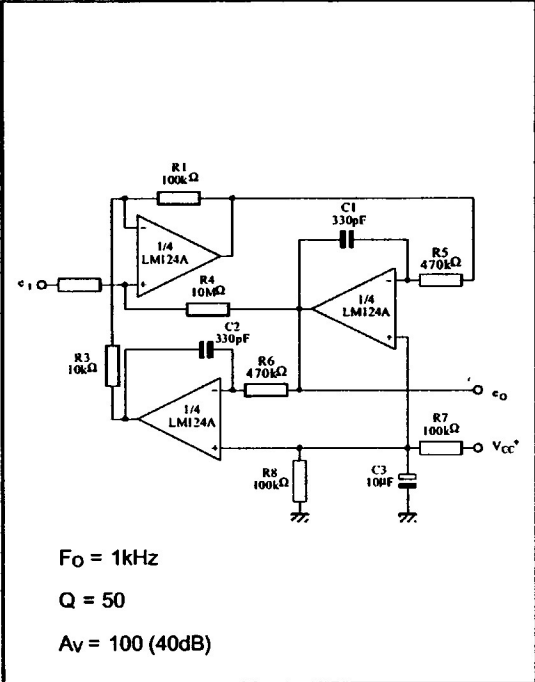 R1
100kΩ
C1
330pF
R5
470kΩ
1/4
LM124A
R4
10MΩ
e1
1/4
LM124A
C2
330pF
R3
10kΩ
R6
470kΩ
eo
1/4
LM124A
R7
100kΩ
Vcc+
R8
100kΩ
C3
10µF
Fo = 1kHz
Q = 50
Av = 100 (40dB)